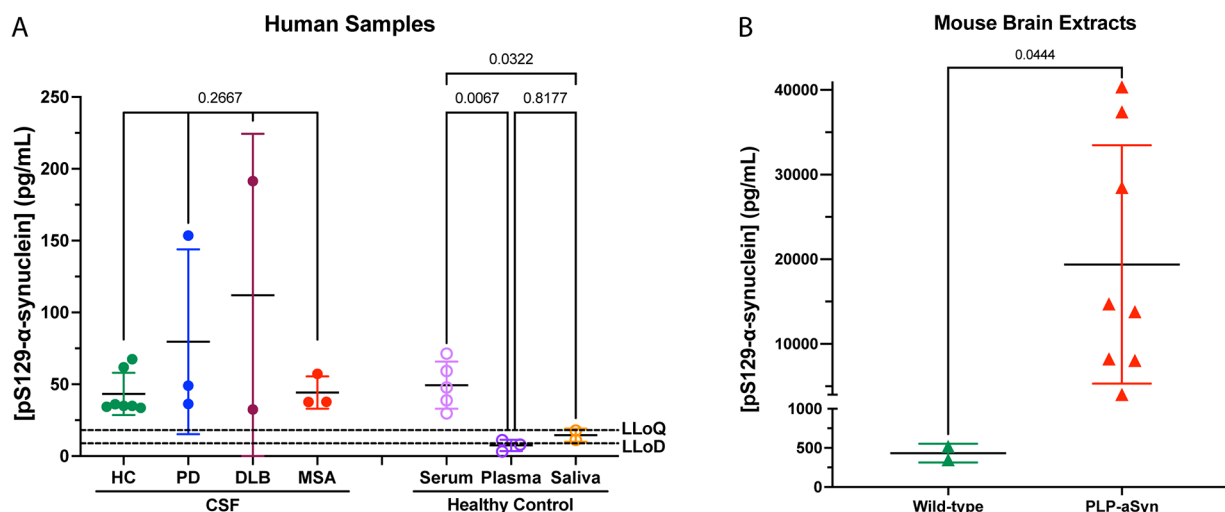 A
Human Samples
0.0322
0.2667
0.0067
0.8177
[pS129-α-synuclein] (pg/mL)
250
200
150
100
50
0
LLoQ
LLoD
HC
PD
DLB
MSA
Serum
Plasma
Saliva
CSF
Healthy Control
B
Mouse Brain Extracts
0.0444
[pS129-α-synuclein] (pg/mL)
40000
30000
20000
10000
1000
500
0
Wild-type
PLP-aSyn